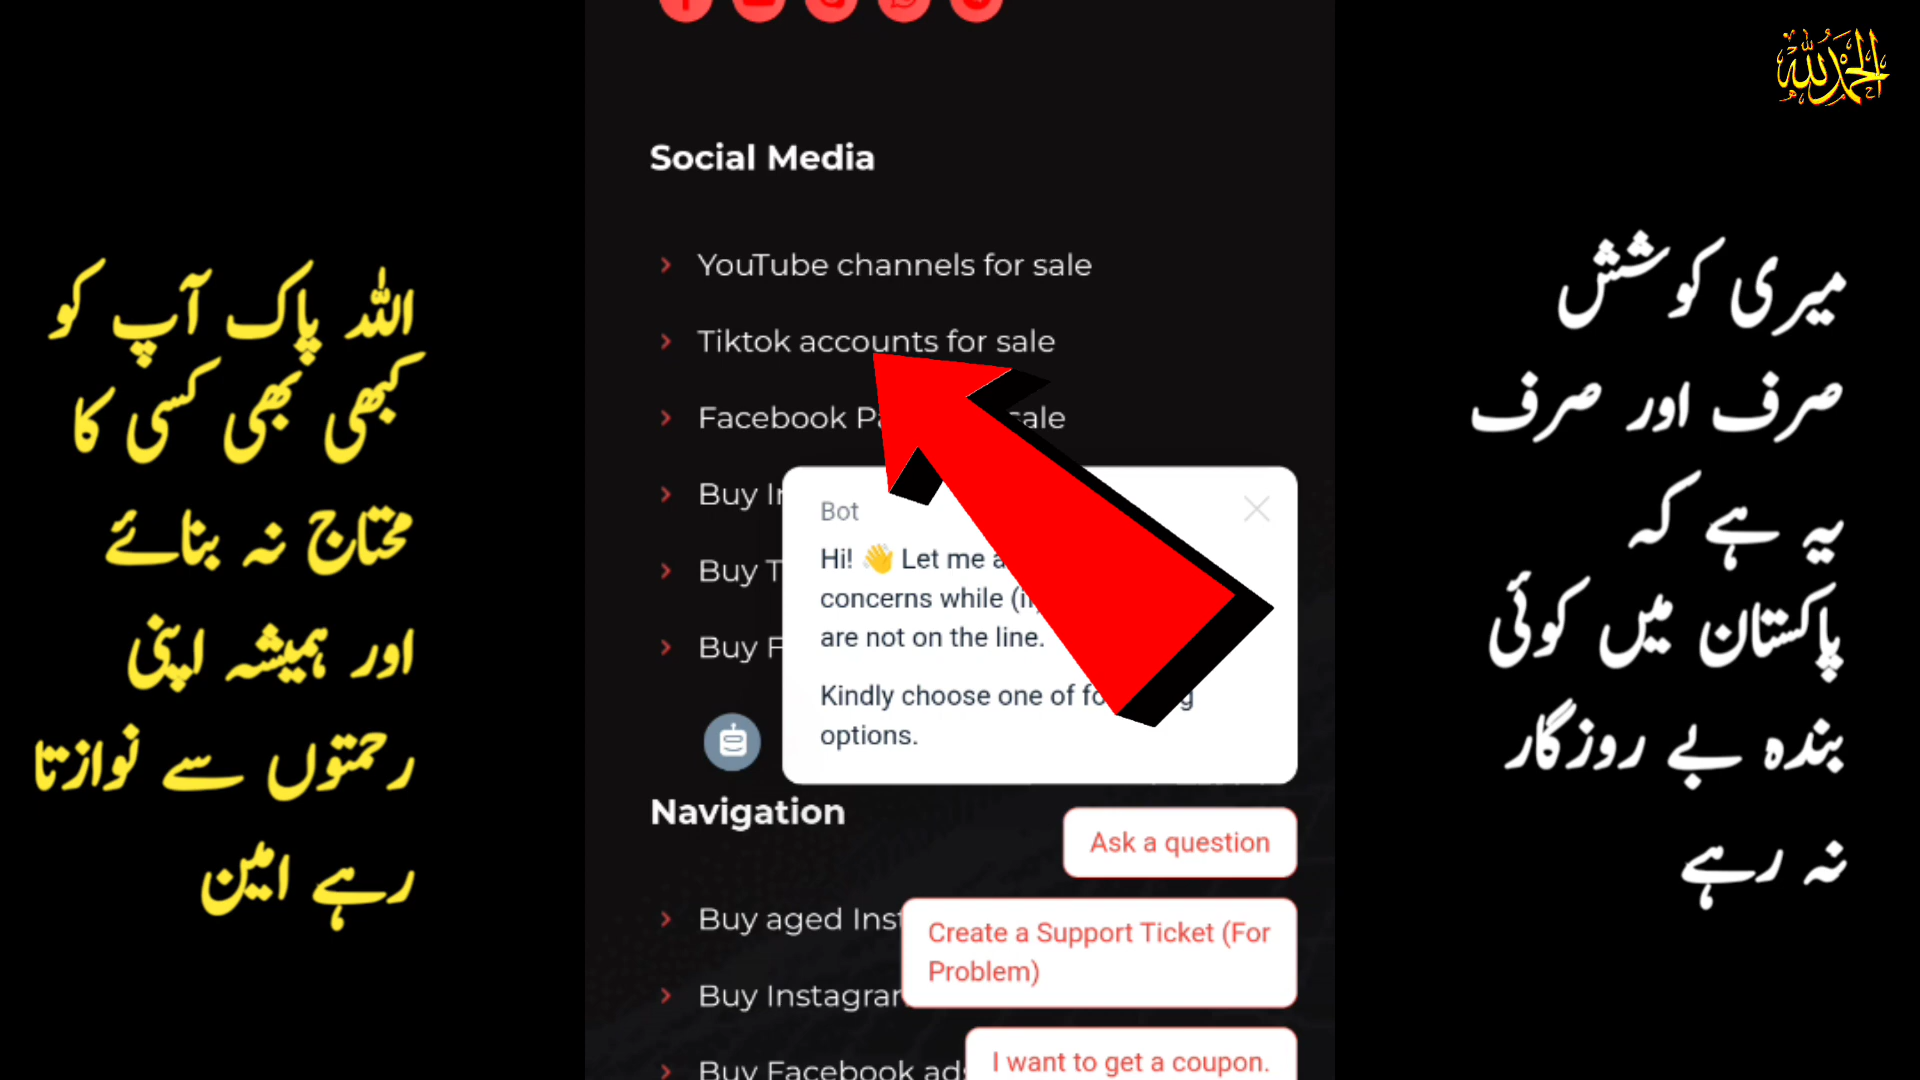 الحمدللہ
اللہ پاک آپ کو
کبھی بھی کسی کا
محتاج نہ بنائے
اور ہمیشہ اپنی
رحمتوں سے نوازتا
رہے امین
Social Media
YouTube channels for sale
Tiktok accounts for sale
Facebook sale
Buy
Buy
Buy
Bot
Hi! 👋 Let me
concerns while
are not on the line.
Kindly choose one of
options.
Navigation
Ask a question
Buy aged
Create a Support Ticket (For
Problem)
Buy
I want to get a coupon.
Buy Facebook
میری کوشش
صرف اور صرف
یہ ہے کہ
پاکستان میں کوئی
بندہ بے روزگار
نہ رہے